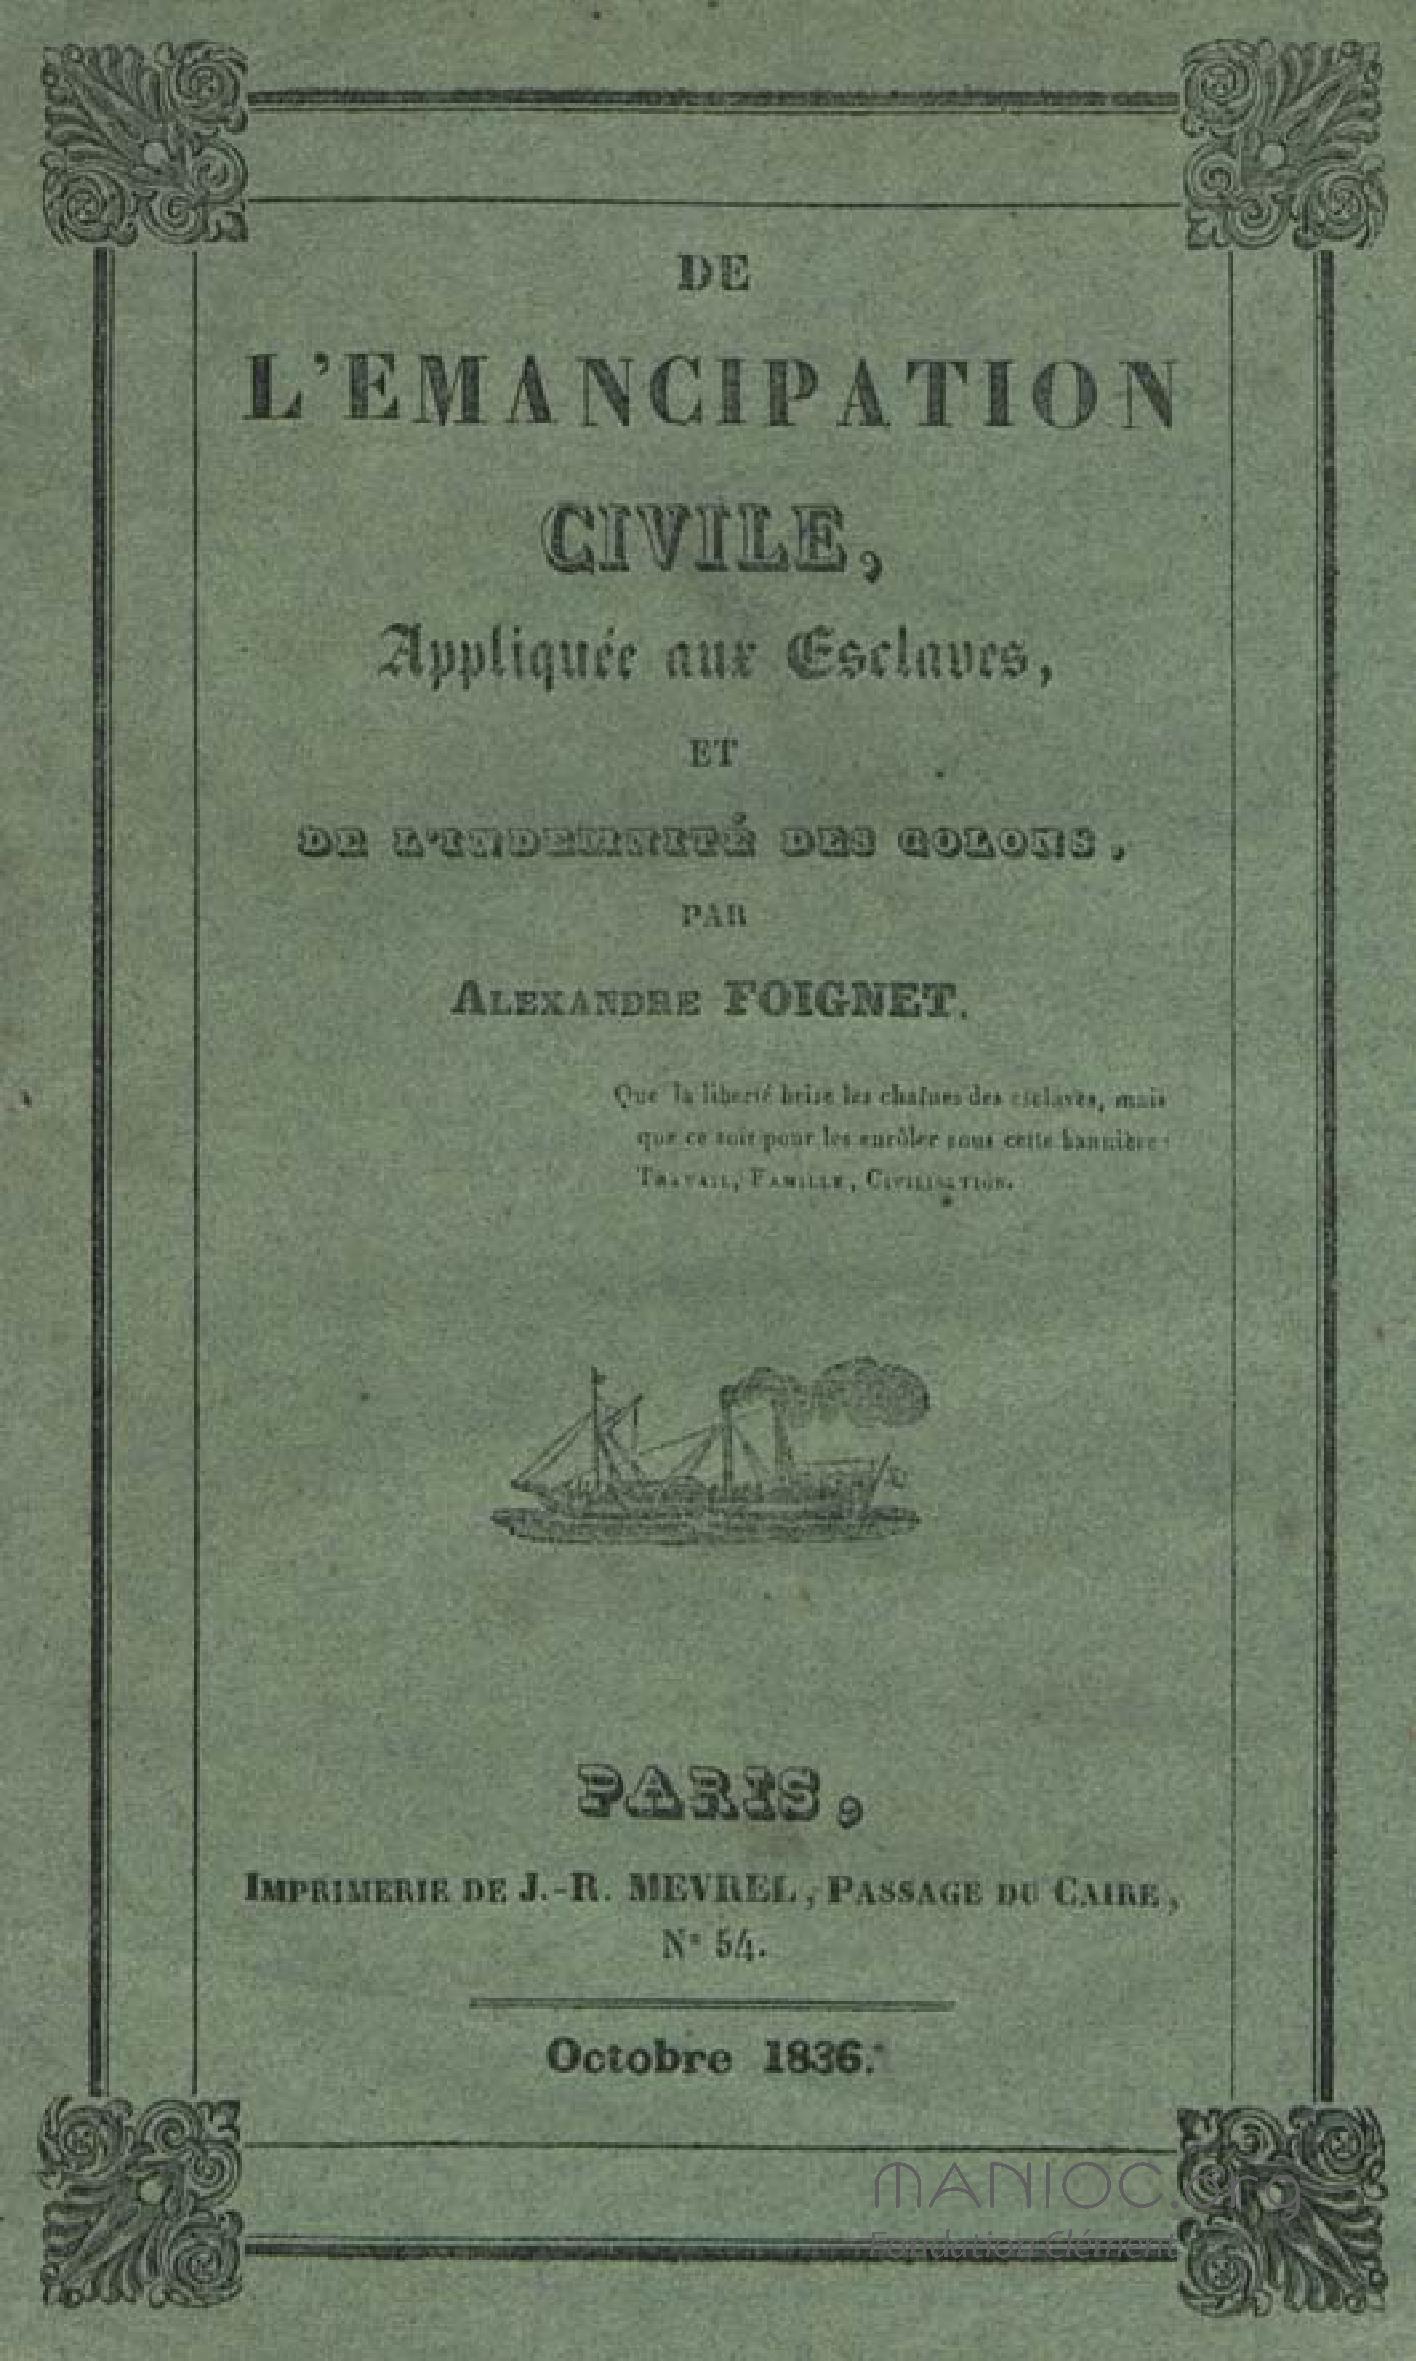 DE
L'EMANCIPATION
CIVILE,
Appliquée aux Esclaves,
ET
DE L'INDEMNITÉ DES COLONS,
PAR
ALEXANDRE FOIGNET.
Que la liberté brise les chaînes des esclaves, mais
que ce soit pour les enrôler sous cette bannière :
TRAVAIL, FAMILLE, CIVILISATION.
PARIS,
IMPRIMERIE DE J.-R. MEVREL, PASSAGE DU CAIRE,
N° 54.
Octobre 1836.
MANIOC.org
Fondation Clément